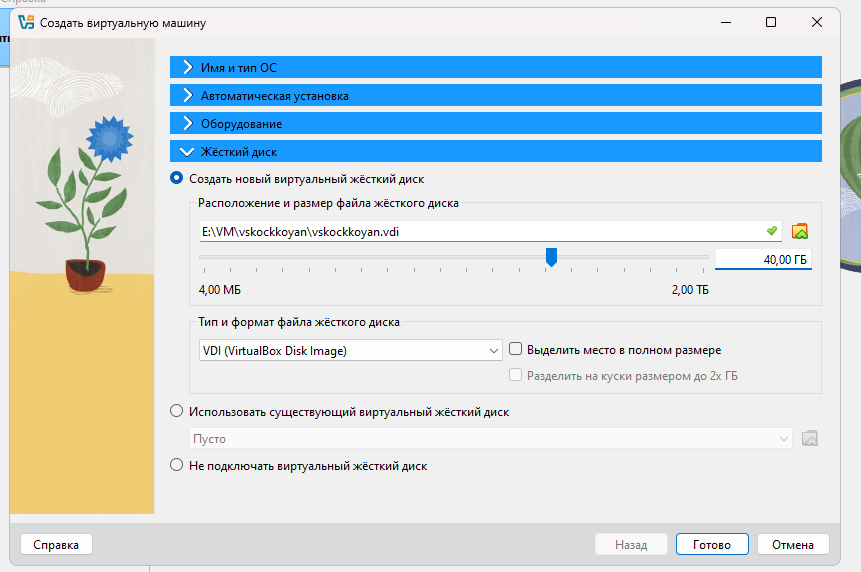 Справка
Создать виртуальную машину
Имя и тип ОС
Автоматическая установка
Оборудование
Жёсткий диск
Создать новый виртуальный жёсткий диск
Расположение и размер файла жёсткого диска
E:\VM\vskockkoyan\vskockkoyan.vdi
40,00 ГБ
4,00 МБ
2,00 ТБ
Тип и формат файла жёсткого диска
VDI (VirtualBox Disk Image)
Выделить место в полном размере
Разделить на куски размером до 2х ГБ
Использовать существующий виртуальный жёсткий диск
Пусто
Не подключать виртуальный жёсткий диск
Справка
Назад
Готово
Отмена